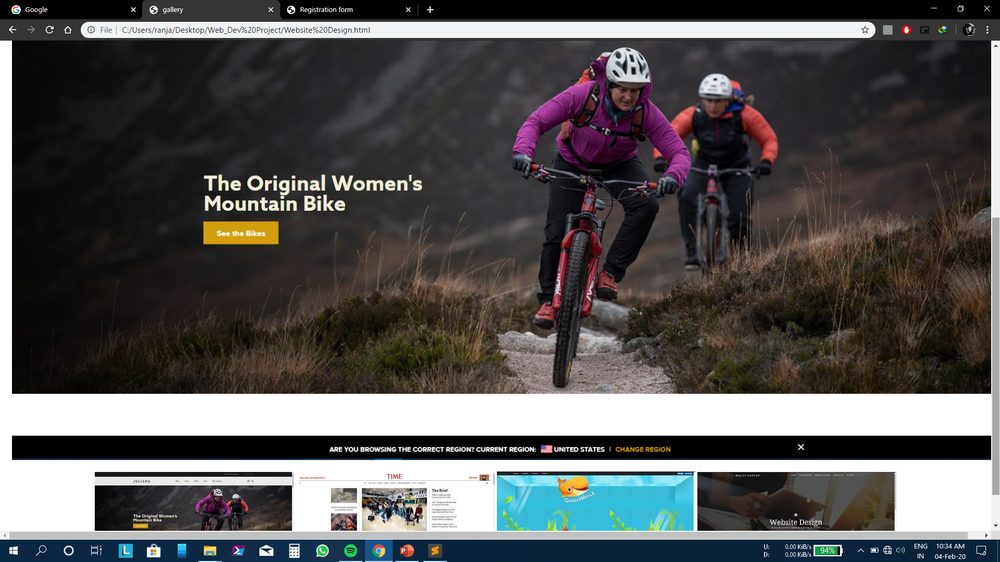 Google
gallery
Registration form
File
C:/Users/ranja/Desktop/Web_Dev%20Project/Website%20Design.html
The Original Women's
Mountain Bike
See the Bikes
ARE YOU BROWSING THE CORRECT REGION? CURRENT REGION: UNITED STATES | CHANGE REGION
JULIANA
The Original Women's
Mountain Bike
TIME
The Brief
GINGERWHALE
MALAV KARKAR
Website Design
U: 0.00 KiB/s
D: 0.00 KiB/s
94%
ENG
IN
10:34 AM
04-Feb-20